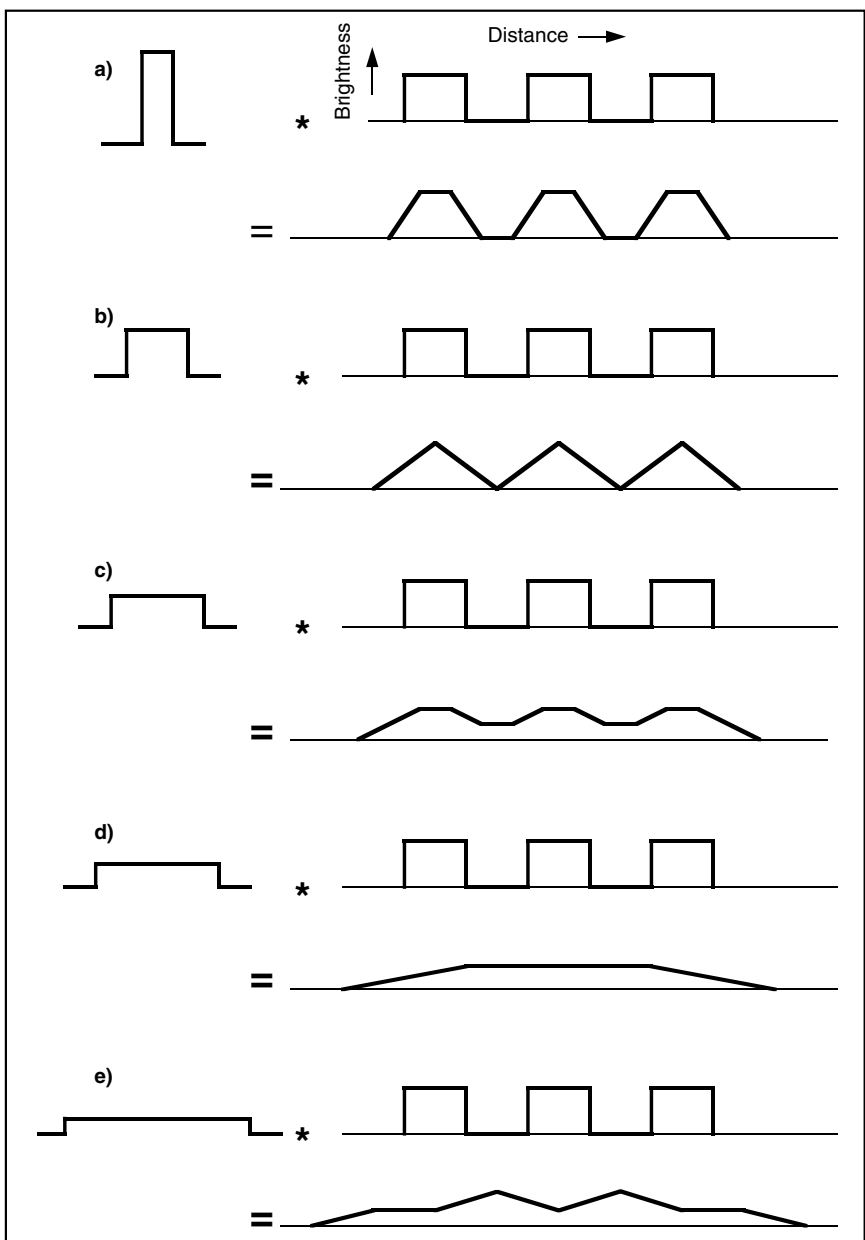 a)
Brightness
Distance
*
=
b)
*
=
c)
*
=
d)
*
=
e)
*
=